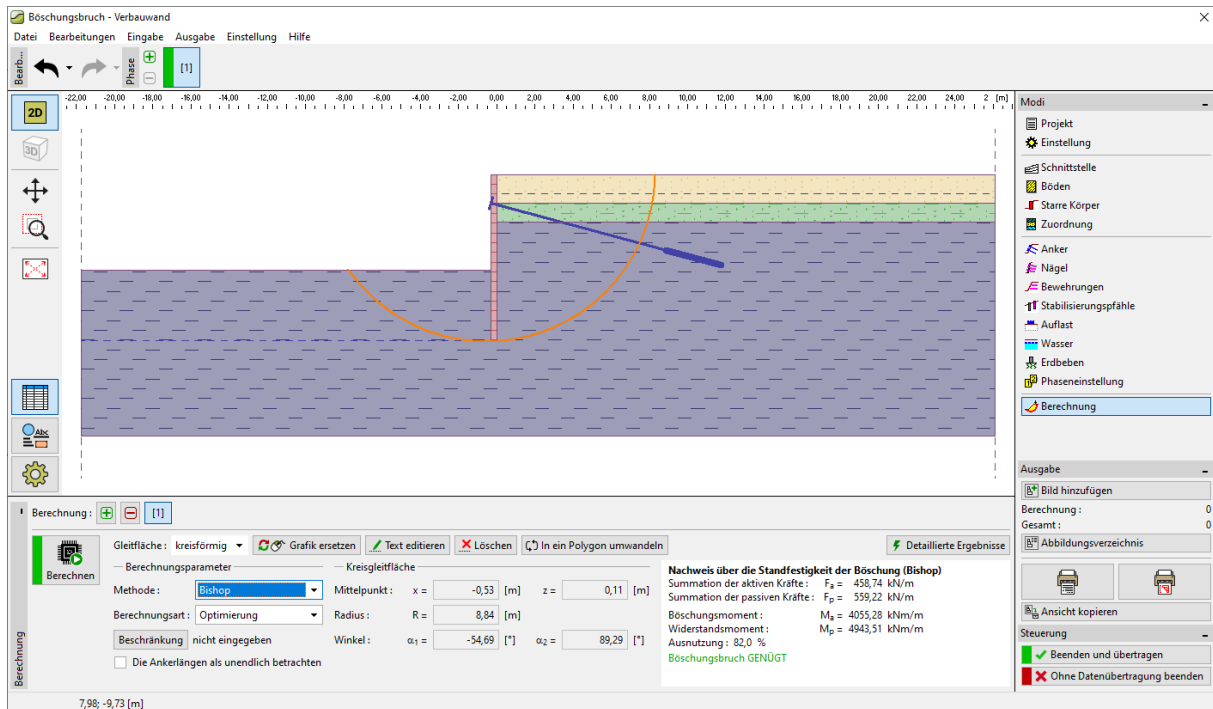 Böschungsbruch - Verbauwand
Datei Bearbeitungen Eingabe Ausgabe Einstellung Hilfe
Bearb... Phase [1]
2D -22,00 -20,00 -18,00 -16,00 -14,00 -12,00 -10,00 -8,00 -6,00 -4,00 -2,00 0,00 2,00 4,00 6,00 8,00 10,00 12,00 14,00 16,00 18,00 20,00 22,00 24,00 2 [m]
3D
Abc
Modi
Projekt
Einstellung
Schnittstelle
Böden
Starre Körper
Zuordnung
Anker
Nägel
Bewehrungen
Stabilisierungspfähle
Auflast
Wasser
Erdbeben
Phaseneinstellung
Berechnung
Ausgabe
Bild hinzufügen
Berechnung : 0
Gesamt : 0
Abbildungsverzeichnis
Ansicht kopieren
Steuerung
Beenden und übertragen
Ohne Datenübertragung beenden
Berechnung
Berechnung : [1]
Berechnen
Gleitfläche : kreisförmig Grafik ersetzen Text editieren Löschen In ein Polygon umwandeln Detaillierte Ergebnisse
Berechnungsparameter
Methode : Bishop
Berechnungsart : Optimierung
Beschränkung nicht eingegeben
Die Ankerlängen als unendlich betrachten
Kreisgleitfläche
Mittelpunkt : x = -0,53 [m] z = 0,11 [m]
Radius : R = 8,84 [m]
Winkel : α1 = -54,69 [°] α2 = 89,29 [°]
Nachweis über die Standfestigkeit der Böschung (Bishop)
Summation der aktiven Kräfte : Fa = 458,74 kN/m
Summation der passiven Kräfte : Fp = 559,22 kN/m
Böschungsmoment : Ma = 4055,28 kNm/m
Widerstandsmoment : Mp = 4943,51 kNm/m
Ausnutzung : 82,0 %
Böschungsbruch GENÜGT
7,98; -9,73 [m]